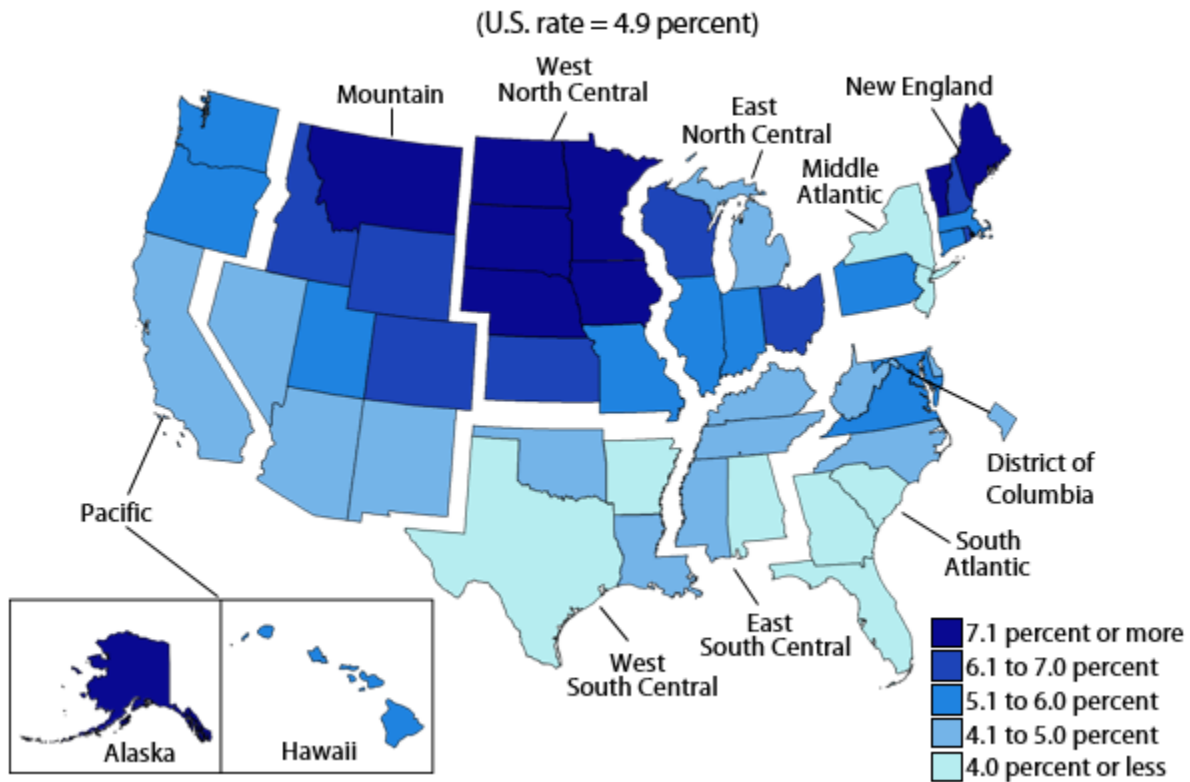 (U.S. rate = 4.9 percent)
West
North Central
Mountain
East
North Central
New England
Middle
Atlantic
District of
Columbia
Pacific
South
Atlantic
East
South Central
West
South Central
Alaska
Hawaii
7.1 percent or more
6.1 to 7.0 percent
5.1 to 6.0 percent
4.1 to 5.0 percent
4.0 percent or less